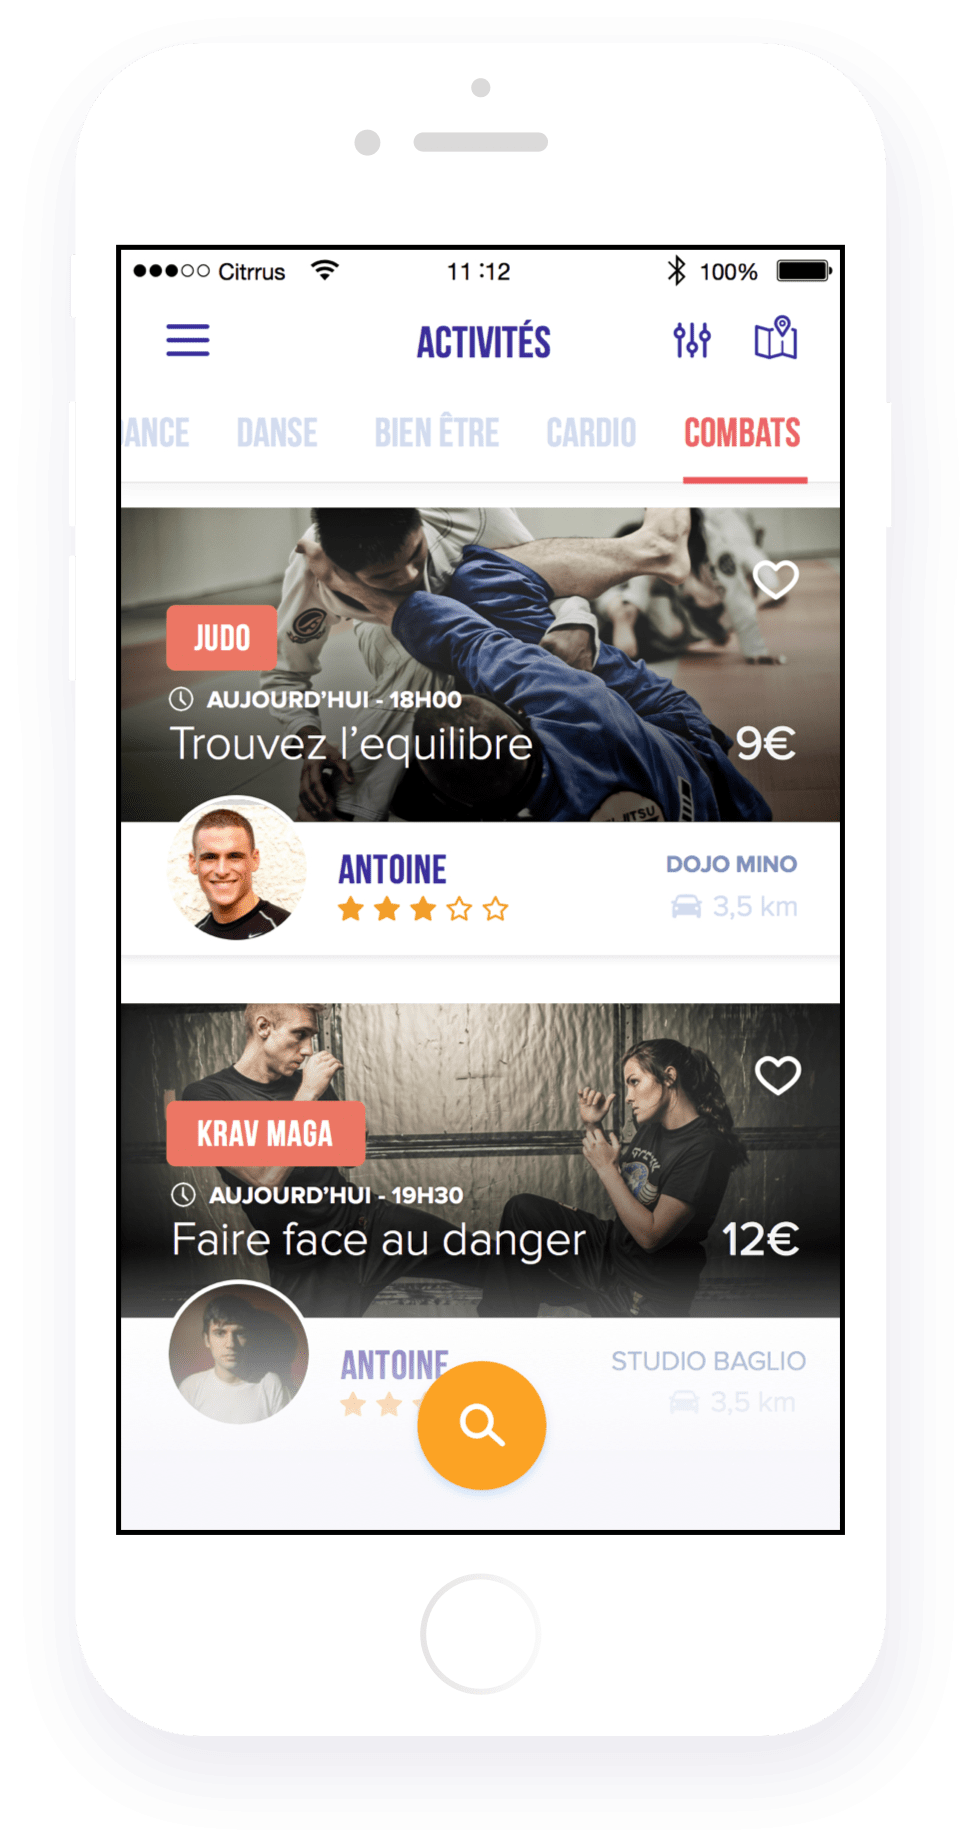 Citrrus 11:12 100%
ACTIVITÉS
ANCE DANSE BIEN ÊTRE CARDIO COMBATS
JUDO
AUJOURD'HUI - 18H00
Trouvez l'equilibre 9€
JITSU
ANTOINE DOJO MINO
3,5 km
KRAV MAGA
AUJOURD'HUI - 19H30
Faire face au danger 12€
ANTOINE STUDIO BAGLIO
3,5 km